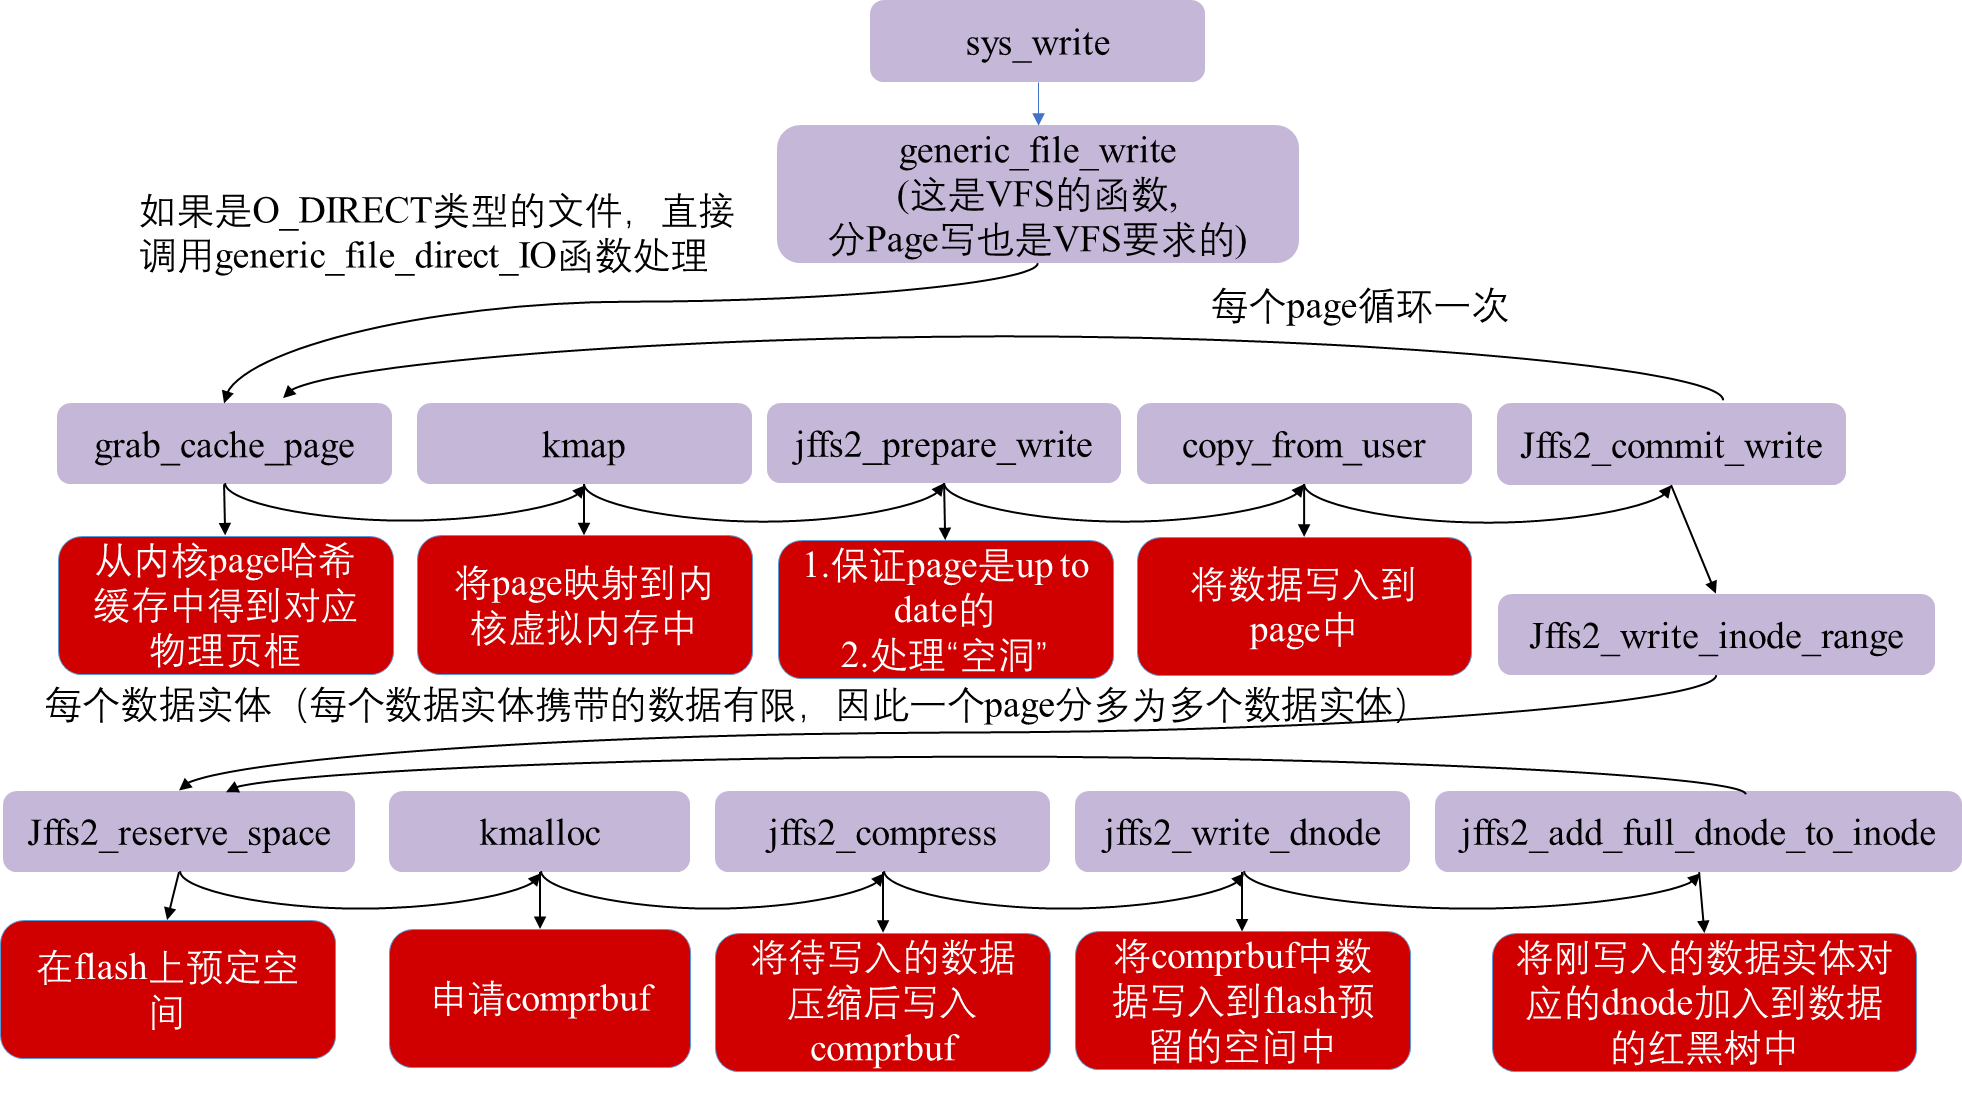 sys_write
generic_file_write
(这是VFS的函数,
分Page写也是VFS要求的)
如果是O_DIRECT类型的文件，直接
调用generic_file_direct_IO函数处理
每个page循环一次
grab_cache_page
kmap
jffs2_prepare_write
copy_from_user
Jffs2_commit_write
从内核page哈希
缓存中得到对应
物理页框
将page映射到内
核虚拟内存中
1.保证page是up to
date的
2.处理“空洞”
将数据写入到
page中
Jffs2_write_inode_range
每个数据实体（每个数据实体携带的数据有限，因此一个page分多为多个数据实体）
Jffs2_reserve_space
kmalloc
jffs2_compress
jffs2_write_dnode
jffs2_add_full_dnode_to_inode
在flash上预定空
间
申请comprbuf
将待写入的数据
压缩后写入
comprbuf
将comprbuf中数
据写入到flash预
留的空间中
将刚写入的数据实体对
应的dnode加入到数据
的红黑树中